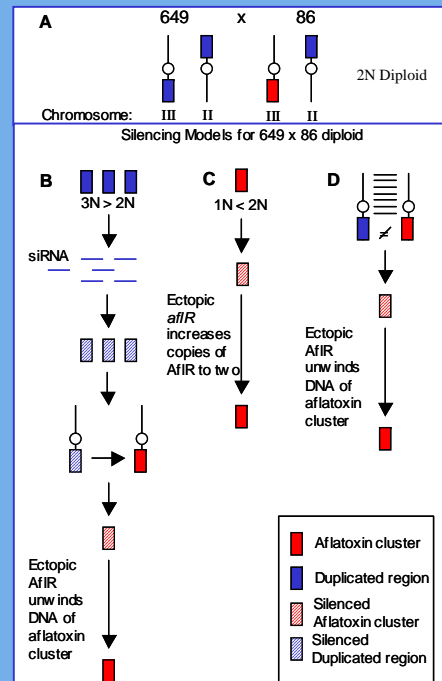 A
649 x 86
2N Diploid
Chromosome: III II III II
Silencing Models for 649 x 86 diploid
B
3N > 2N
siRNA
Ectopic
AflR
unwinds
DNA of
aflatoxin
cluster
C
1N < 2N
Ectopic
aflR
increases
copies of
AflR to two
D
≠
Ectopic
AflR
unwinds
DNA of
aflatoxin
cluster
Aflatoxin cluster
Duplicated region
Silenced
Aflatoxin cluster
Silenced
Duplicated region